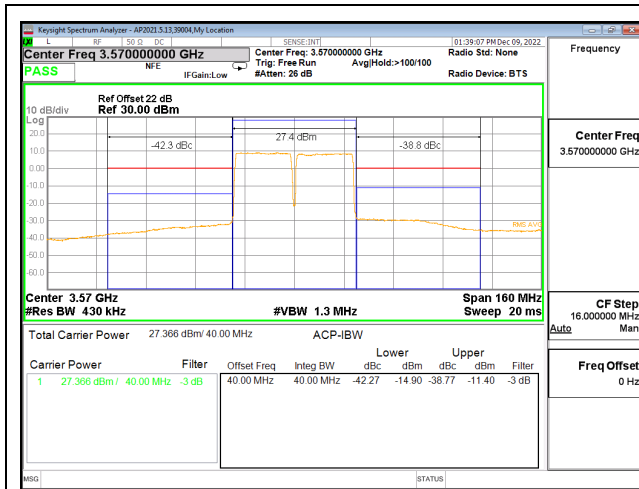 Keysight Spectrum Analyzer - AP2021.5.13,39004,My Location
L RF 50 Ω DC SENSE:INT 01:39:07 PM Dec 09, 2022
Center Freq 3.570000000 GHz
Center Freq: 3.570000000 GHz Radio Std: None
NFE Trig: Free Run Avg|Hold:>100/100
PASS IFGain:Low #Atten: 26 dB Radio Device: BTS
Frequency
Ref Offset 22 dB
10 dB/div Ref 30.00 dBm
Log
20.0
10.0
0.00
-10.0
-20.0
-30.0
-40.0
-50.0
-60.0
-42.3 dBc 27.4 dBm -38.8 dBc
RMS AVG
Center 3.57 GHz Span 160 MHz
#Res BW 430 kHz #VBW 1.3 MHz Sweep 20 ms
Total Carrier Power 27.366 dBm/ 40.00 MHz ACP-IBW
Lower Upper
Carrier Power Filter Offset Freq Integ BW dBc dBm dBc dBm Filter
1 27.366 dBm / 40.00 MHz -3 dB 40.00 MHz 40.00 MHz -42.27 -14.90 -38.77 -11.40 -3 dB
Center Freq
3.570000000 GHz
CF Step
16.000000 MHz
Auto Man
Freq Offset
0 Hz
MSG STATUS